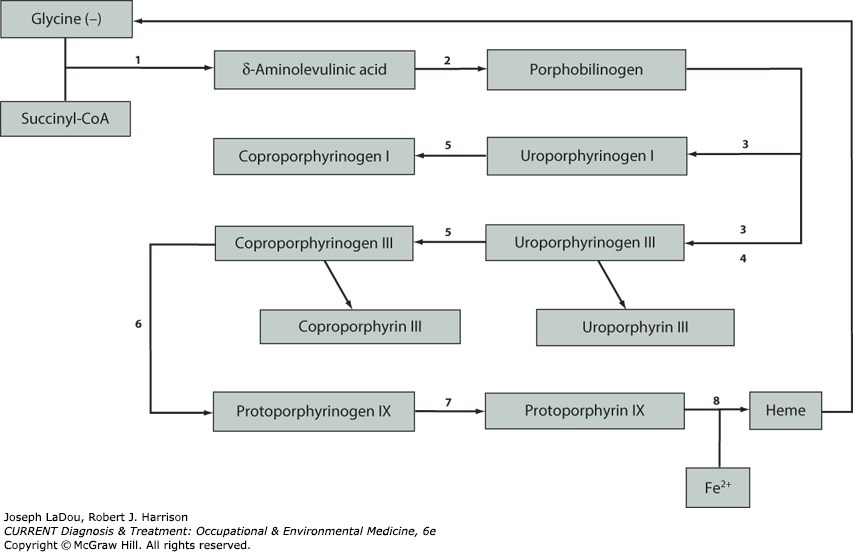 Glycine (–)
1
δ-Aminolevulinic acid
2
Porphobilinogen
Succinyl-CoA
Coproporphyrinogen I
5
Uroporphyrinogen I
3
Coproporphyrinogen III
5
Uroporphyrinogen III
3
4
Coproporphyrin III
Uroporphyrin III
6
Protoporphyrinogen IX
7
Protoporphyrin IX
8
Heme
Fe²⁺
Joseph LaDou, Robert J. Harrison
CURRENT Diagnosis & Treatment: Occupational & Environmental Medicine, 6e
Copyright © McGraw Hill. All rights reserved.